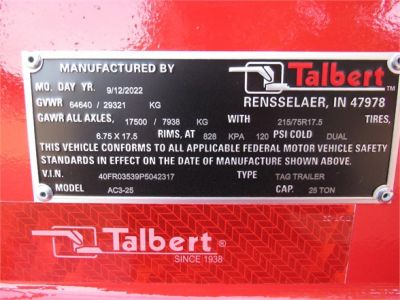 MANUFACTURED BY Talbert™
MO. DAY YR. 9/12/2022 RENSSELAER, IN 47978
GVWR 64640 / 29321 KG
GAWR ALL AXLES, 17500 / 7938 KG WITH 215/75R17.5 TIRES,
6.75 X 17.5 RIMS, AT 828 KPA 120 PSI COLD DUAL
THIS VEHICLE CONFORMS TO ALL APPLICABLE FEDERAL MOTOR VEHICLE SAFETY
STANDARDS IN EFFECT ON THE DATE OF MANUFACTURE SHOWN ABOVE.
V.I.N. 40FR03539P5042317 TYPE TAG TRAILER
MODEL AC3-25 CAP. 25 TON
Talbert®
SINCE 1938